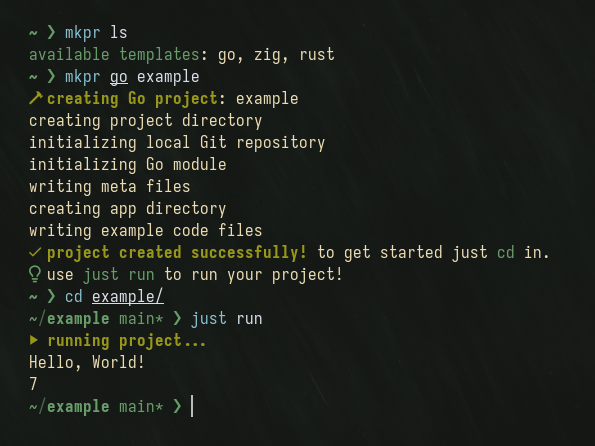 ~ ❯ mkpr ls
available templates: go, zig, rust
~ ❯ mkpr go example
creating Go project: example
creating project directory
initializing local Git repository
initializing Go module
writing meta files
creating app directory
writing example code files
✓ project created successfully! to get started just cd in.
use just run to run your project!
~ ❯ cd example/
~/example main* ❯ just run
▶ running project...
Hello, World!
7
~/example main* ❯